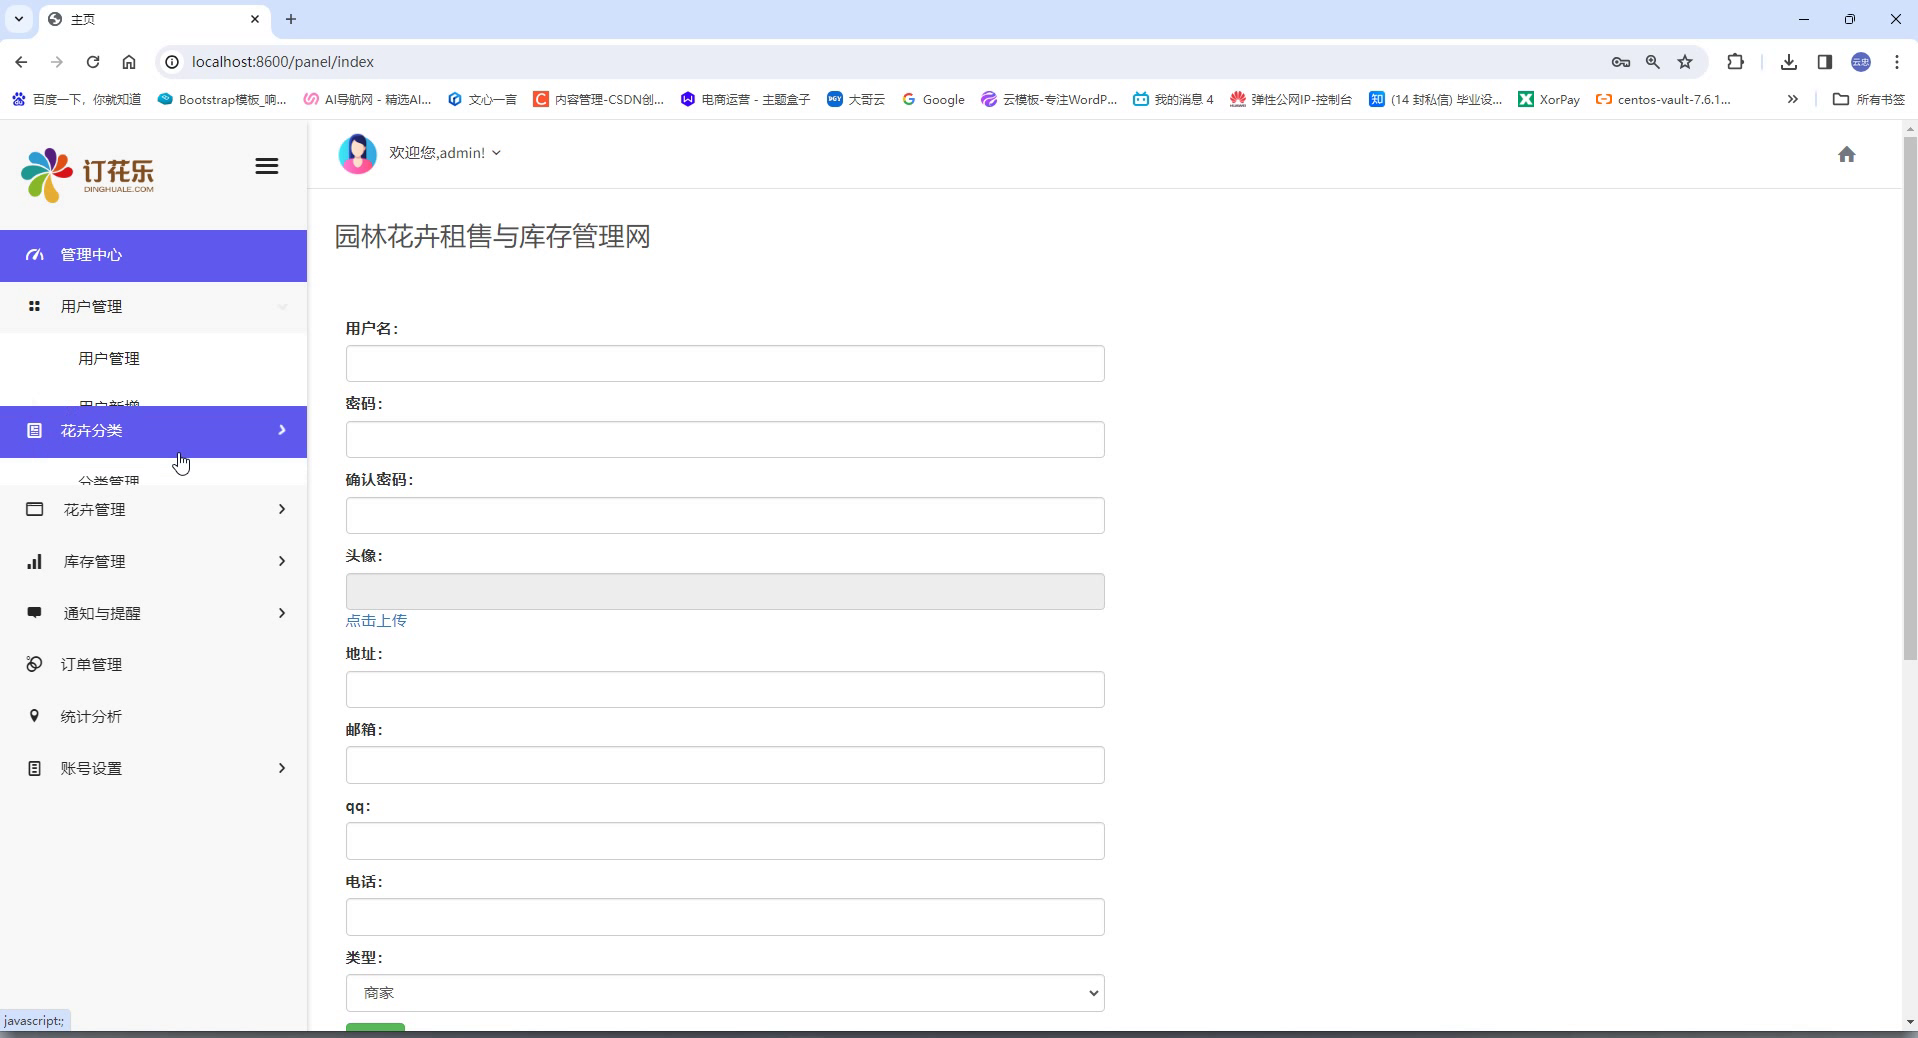 主页
localhost:8600/panel/index
百度一下，你就知道
Bootstrap模板_响...
AI导航网 - 精选AI...
文心一言
内容管理-CSDN创...
电商运营 - 主题盒子
大哥云
Google
云模板-专注WordP...
我的消息 4
弹性公网IP-控制台
(14 封私信) 毕业设...
XorPay
centos-vault-7.6.1...
所有书签
订花乐
DINGHUALE.COM
欢迎您,admin!
园林花卉租售与库存管理网
管理中心
用户管理
用户管理
用户新增
花卉分类
分类管理
花卉管理
库存管理
通知与提醒
订单管理
统计分析
账号设置
用户名：
密码：
确认密码：
头像：
点击上传
地址：
邮箱：
qq：
电话：
类型：
商家
javascript:;